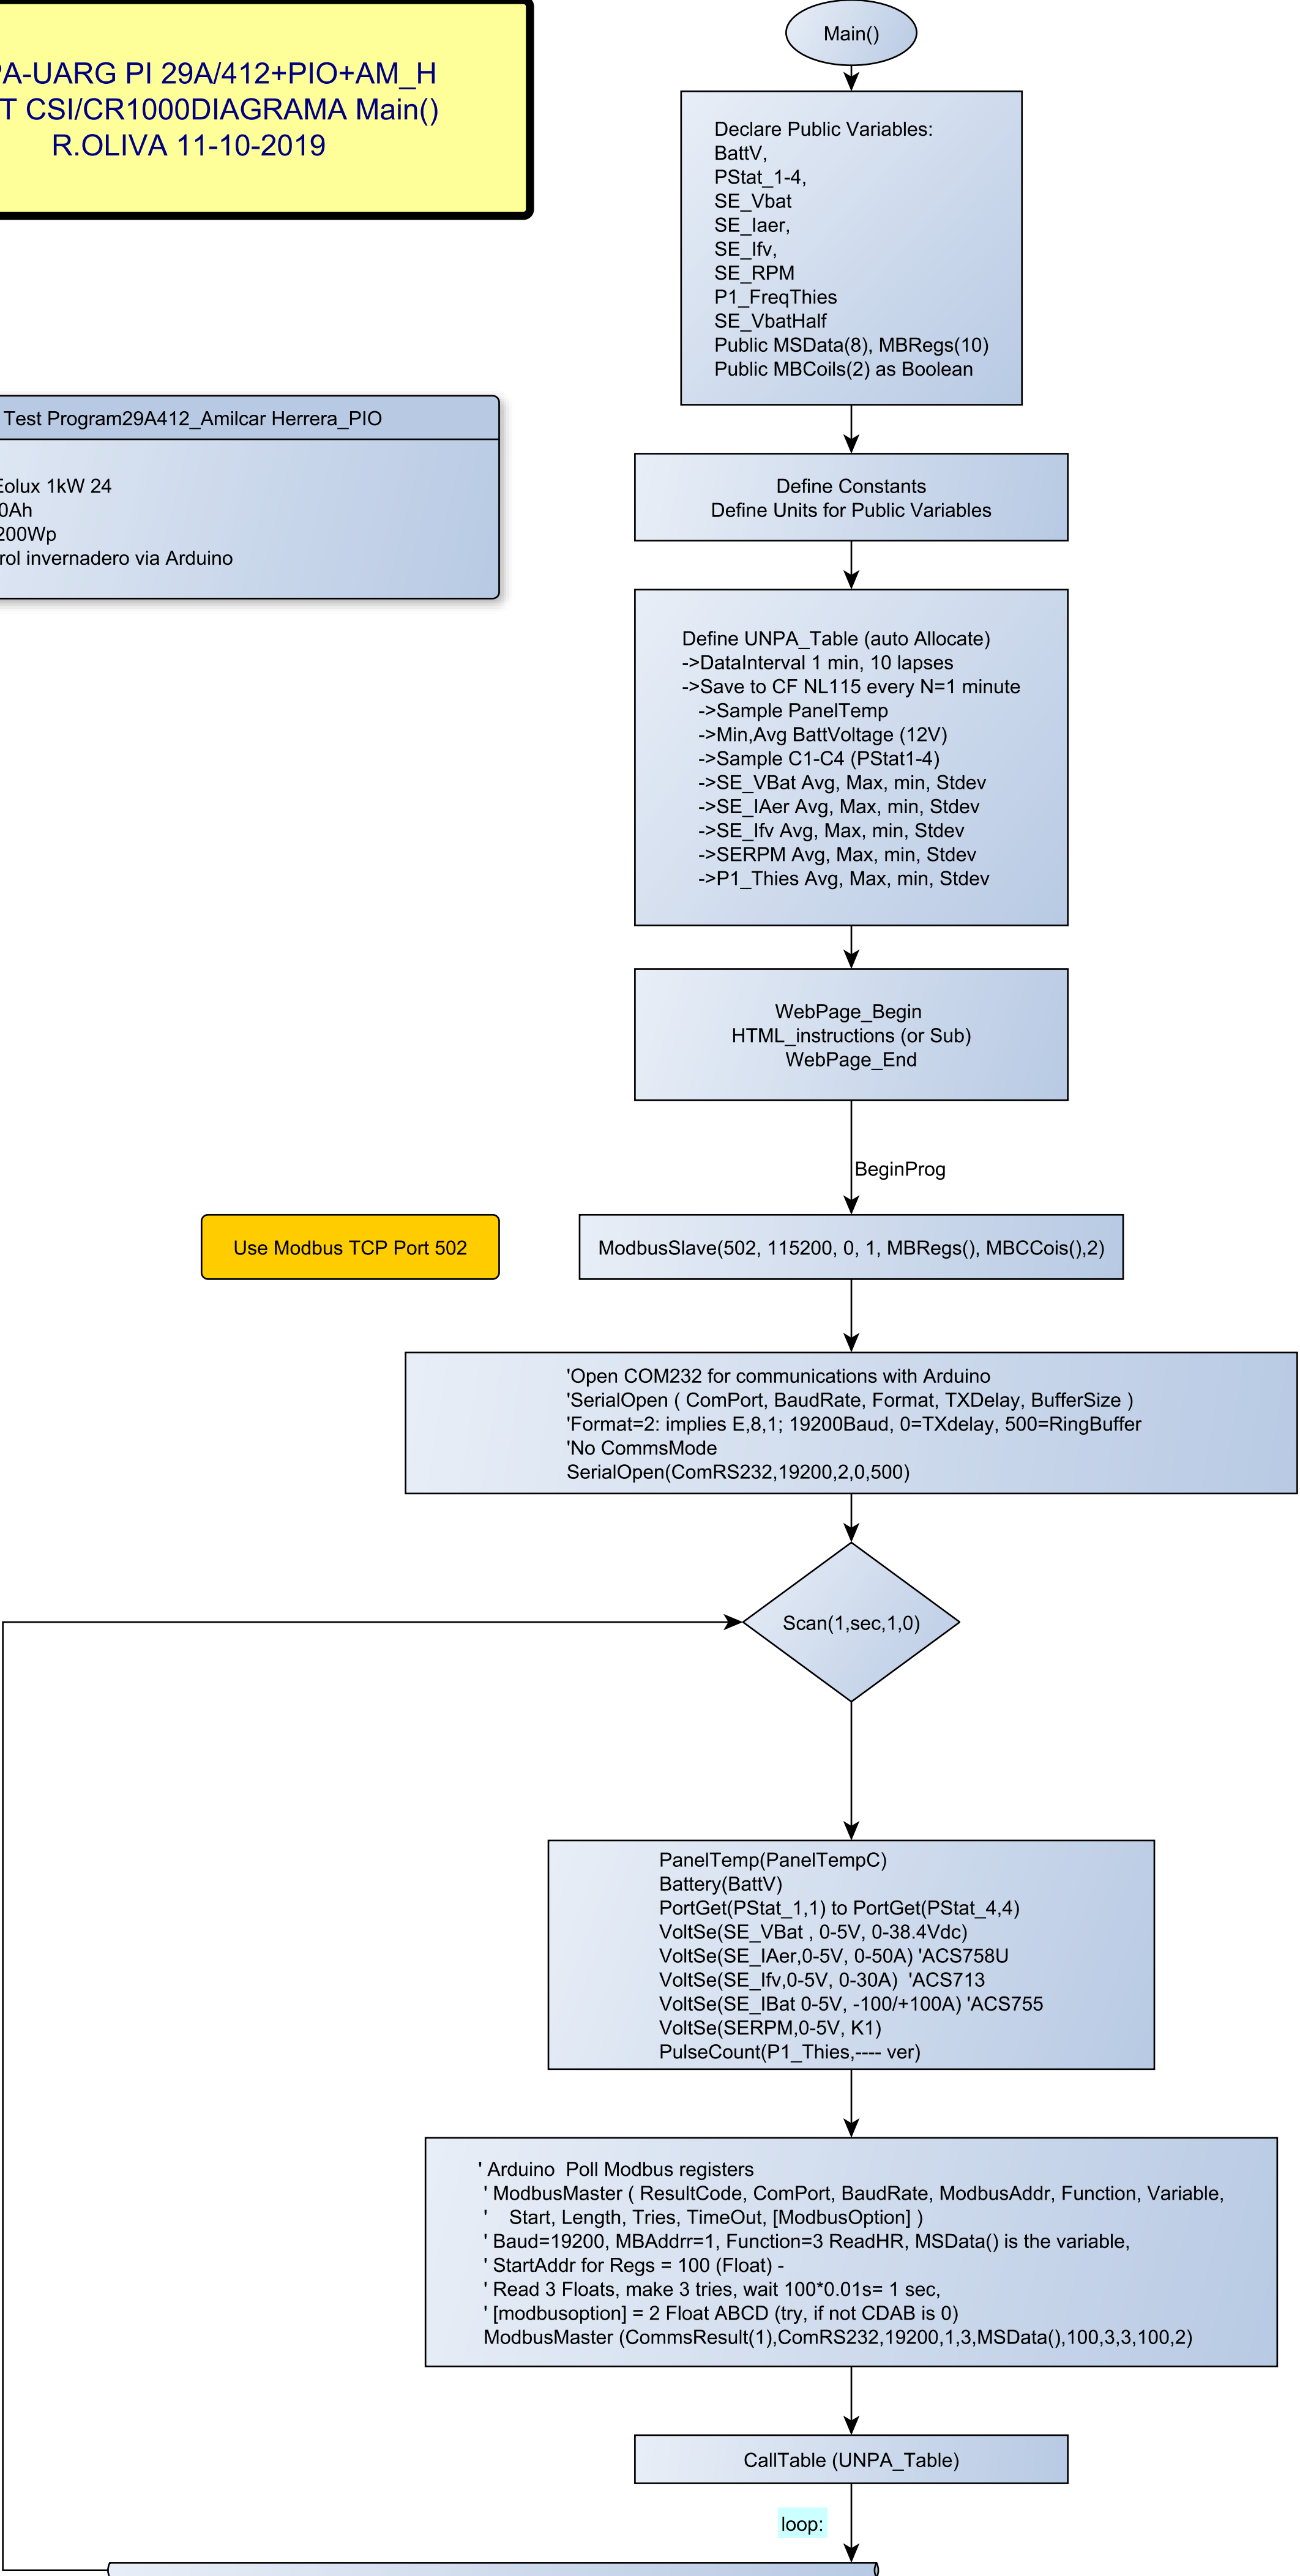 PA-UARG PI 29A/412+PIO+AM_H
T CSI/CR1000DIAGRAMA Main()
R.OLIVA 11-10-2019
Test Program29A412_Amilcar Herrera_PIO
Eolux 1kW 24
0Ah
200Wp
rol invernadero via Arduino
Main()
Declare Public Variables:
BattV,
PStat_1-4,
SE_Vbat
SE_Iaer,
SE_Ifv,
SE_RPM
P1_FreqThies
SE_VbatHalf
Public MSData(8), MBRegs(10)
Public MBCoils(2) as Boolean
Define Constants
Define Units for Public Variables
Define UNPA_Table (auto Allocate)
->DataInterval 1 min, 10 lapses
->Save to CF NL115 every N=1 minute
->Sample PanelTemp
->Min,Avg BattVoltage (12V)
->Sample C1-C4 (PStat1-4)
->SE_VBat Avg, Max, min, Stdev
->SE_IAer Avg, Max, min, Stdev
->SE_Ifv Avg, Max, min, Stdev
->SERPM Avg, Max, min, Stdev
->P1_Thies Avg, Max, min, Stdev
WebPage_Begin
HTML_instructions (or Sub)
WebPage_End
BeginProg
Use Modbus TCP Port 502
ModbusSlave(502, 115200, 0, 1, MBRegs(), MBCCois(),2)
'Open COM232 for communications with Arduino
'SerialOpen ( ComPort, BaudRate, Format, TXDelay, BufferSize )
'Format=2: implies E,8,1; 19200Baud, 0=TXdelay, 500=RingBuffer
'No CommsMode
SerialOpen(ComRS232,19200,2,0,500)
Scan(1,sec,1,0)
PanelTemp(PanelTempC)
Battery(BattV)
PortGet(PStat_1,1) to PortGet(PStat_4,4)
VoltSe(SE_VBat , 0-5V, 0-38.4Vdc)
VoltSe(SE_IAer,0-5V, 0-50A) 'ACS758U
VoltSe(SE_Ifv,0-5V, 0-30A)  'ACS713
VoltSe(SE_IBat 0-5V, -100/+100A) 'ACS755
VoltSe(SERPM,0-5V, K1)
PulseCount(P1_Thies,---- ver)
' Arduino  Poll Modbus registers
' ModbusMaster ( ResultCode, ComPort, BaudRate, ModbusAddr, Function, Variable,
'    Start, Length, Tries, TimeOut, [ModbusOption] )
' Baud=19200, MBAddrr=1, Function=3 ReadHR, MSData() is the variable,
' StartAddr for Regs = 100 (Float) -
' Read 3 Floats, make 3 tries, wait 100*0.01s= 1 sec,
' [modbusoption] = 2 Float ABCD (try, if not CDAB is 0)
ModbusMaster (CommsResult(1),ComRS232,19200,1,3,MSData(),100,3,3,100,2)
CallTable (UNPA_Table)
loop: